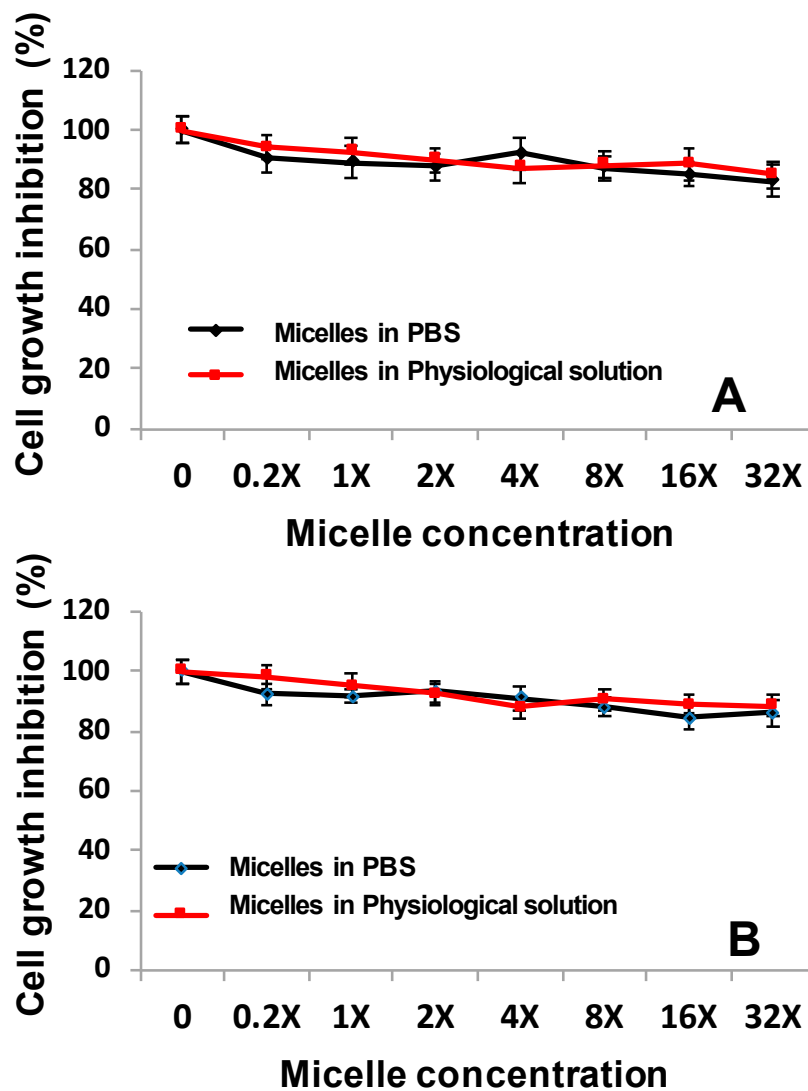 Cell growth inhibition (%)
120
100
80
60
40
20
0
Micelles in PBS
Micelles in Physiological solution
A
0 0.2X 1X 2X 4X 8X 16X 32X
Micelle concentration
Cell growth inhibition (%)
120
100
80
60
40
20
0
Micelles in PBS
Micelles in Physiological solution
B
0 0.2X 1X 2X 4X 8X 16X 32X
Micelle concentration